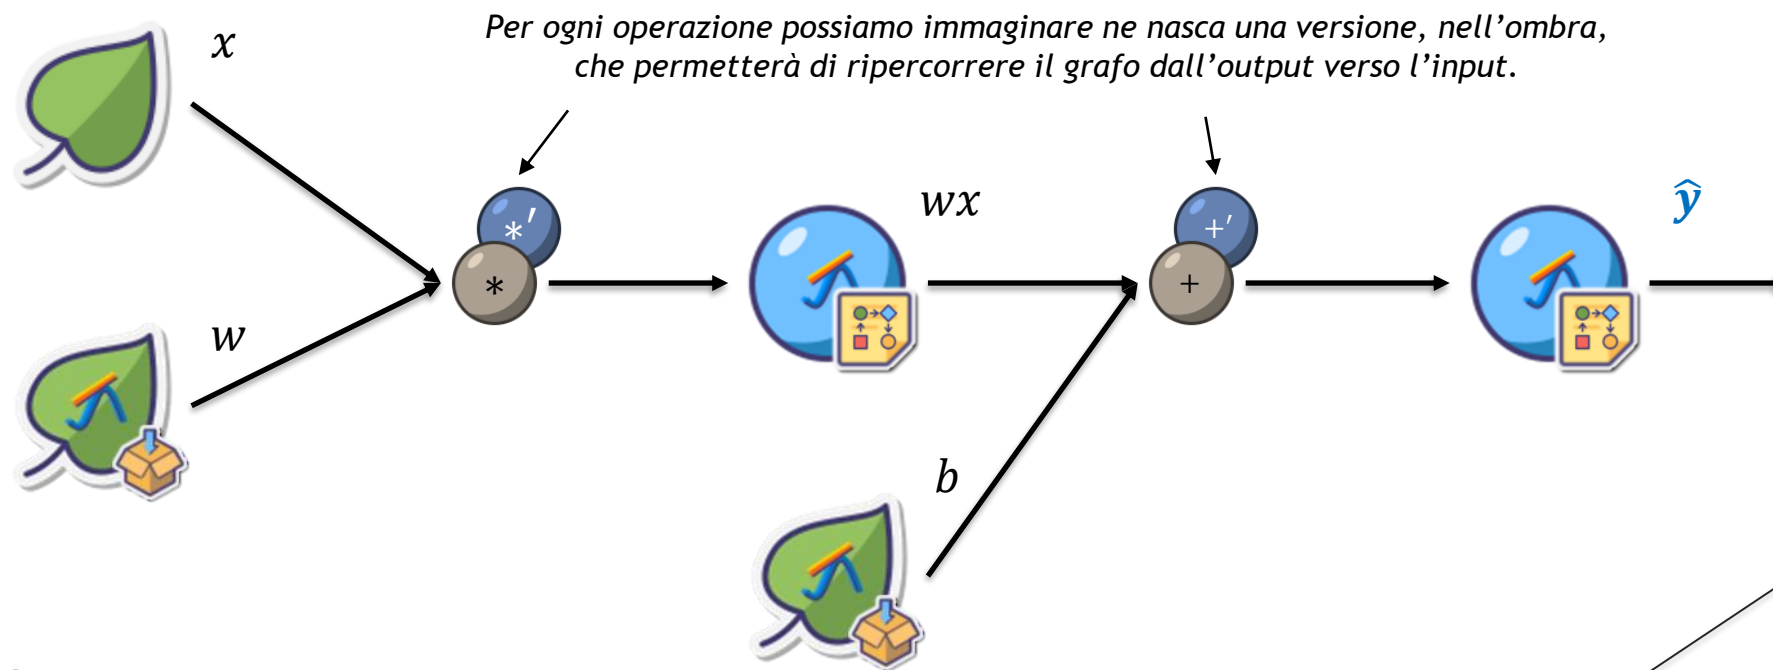 Per ogni operazione possiamo immaginare ne nasca una versione, nell’ombra,
che permetterà di ripercorrere il grafo dall’output verso l’input.
x
w
*′
*
wx
b
+′
+
ŷ